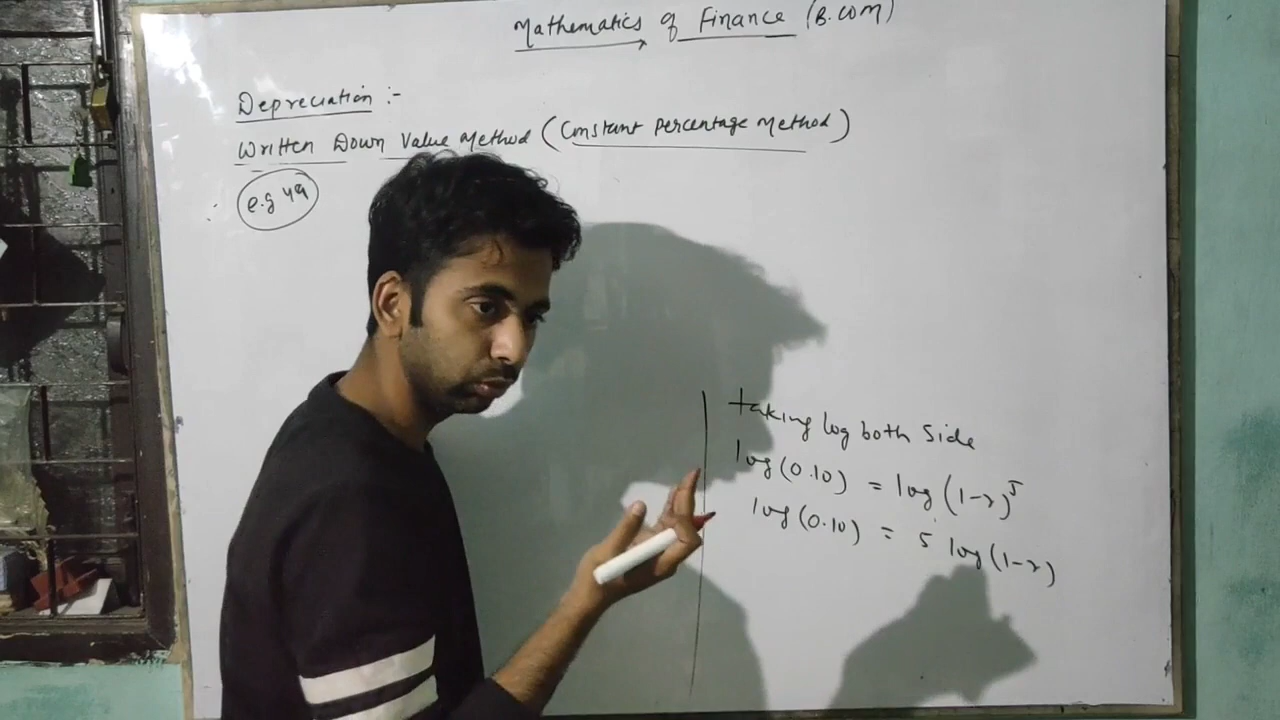 Mathematics of Finance (B.com)
Depreciation :-
Written Down Value Method (Constant Percentage Method)
e.g 49
taking log both side
log(0.10) = log(1-r)^5
log(0.10) = 5 log(1-r)